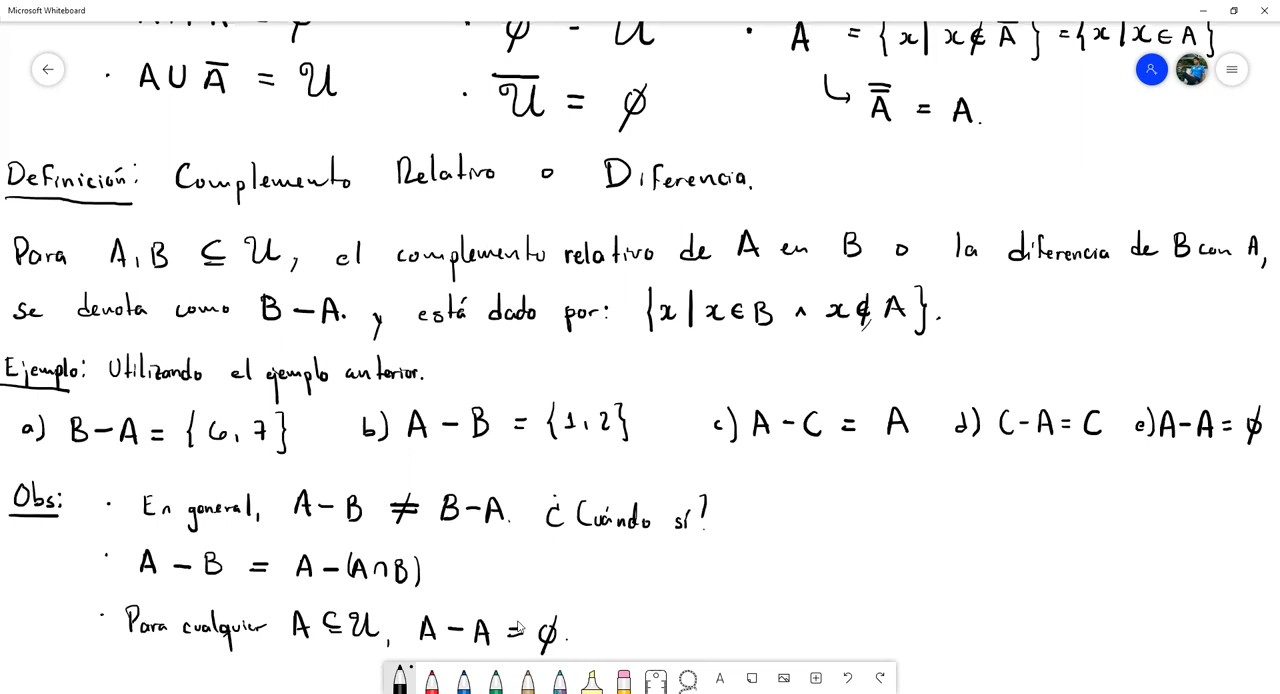 Microsoft Whiteboard
= {x | x ∉ A̅} = {x | x ∈ A}
· A ∪ A̅ = U
· U̅ = ∅
↳ A̿ = A.
Definición: Complemento Relativo o Diferencia.
Para A, B ⊆ U, el complemento relativo de A en B o la diferencia de B con A,
se denota como B – A. y está dado por: {x | x ∈ B ∧ x ∉ A}.
Ejemplo: Utilizando el ejemplo anterior.
a) B – A = {6, 7} b) A – B = {1, 2} c) A - C = A d) C - A = C e) A - A = ∅
Obs: · En general, A – B ≠ B – A. ¿Cuándo sí?
· A – B = A – (A ∩ B)
· Para cualquier A ⊆ U, A – A = ∅.
A